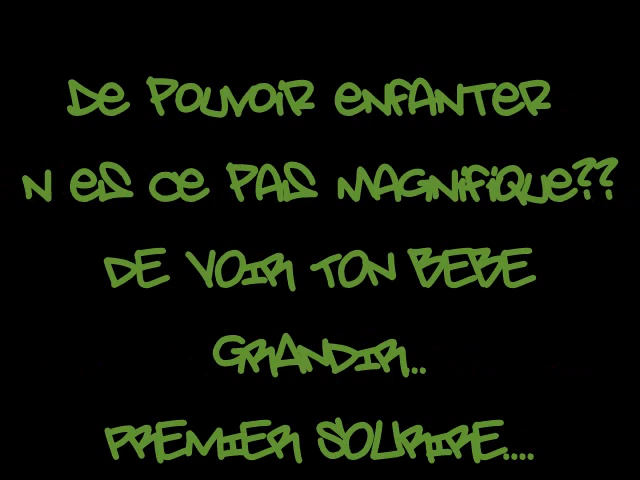 De POUVOiR eNfANTeR
N eS Ce PAS MAGNifiQue??
DE VOIR TON BEBE
GRANDIR..
PREMIER SOURIRE....